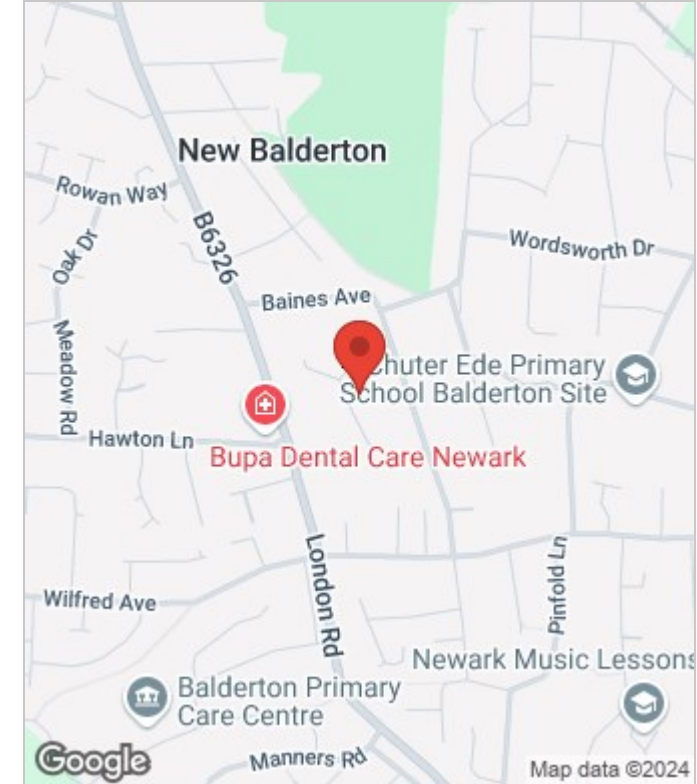 New Balderton
Rowan Way
B6326
Oak Dr
Wordsworth Dr
Baines Ave
Meadow Rd
Chuter Ede Primary
School Balderton Site
Hawton Ln
Bupa Dental Care Newark
London Rd
Pinfold Ln
Wilfred Ave
Newark Music Lessons
Balderton Primary
Care Centre
Manners Rd
Google
Map data ©2024